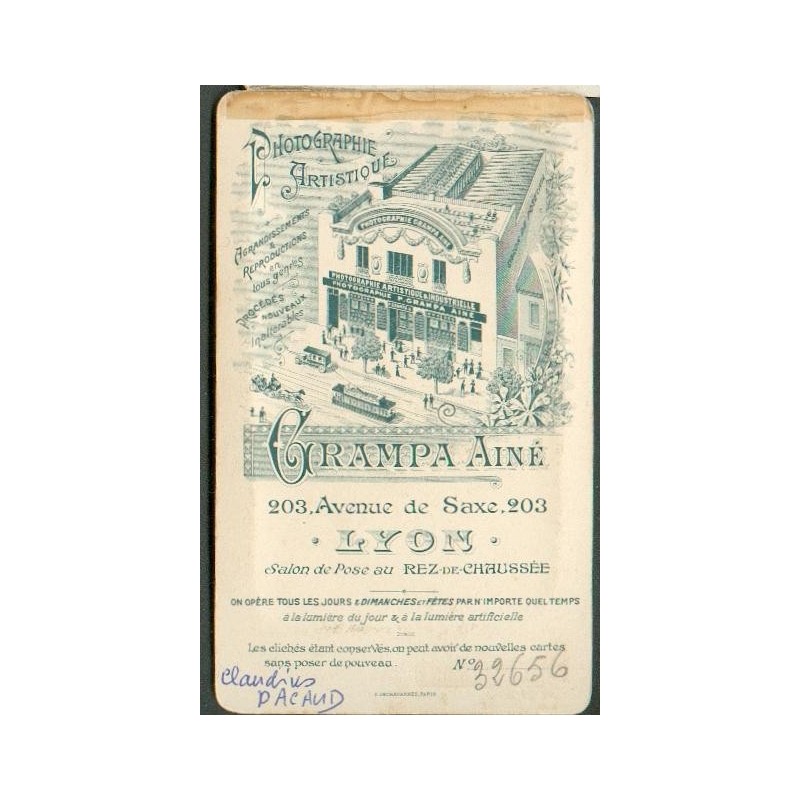 PHOTOGRAPHIE
ARTISTIQUE
AGRANDISSEMENTS
&
REPRODUCTIONS
en
tous genres
PROCÉDÉS
NOUVEAUX
Inaltérables
PHOTOGRAPHIE GRAMPA AINÉ
PHOTOGRAPHIE ARTISTIQUE & INDUSTRIELLE
PHOTOGRAPHIE P. GRAMPA AINÉ
GRAMPA AINÉ
203, Avenue de Saxe, 203
· LYON ·
Salon de Pose au REZ-DE-CHAUSSÉE
ON OPÈRE TOUS LES JOURS & DIMANCHES ET FÊTES PAR N'IMPORTE QUEL TEMPS
à la lumière du jour & à la lumière artificielle
Les clichés étant conservés, on peut avoir de nouvelles cartes
sans poser de nouveau. No 32656
Claudius
PACAUD